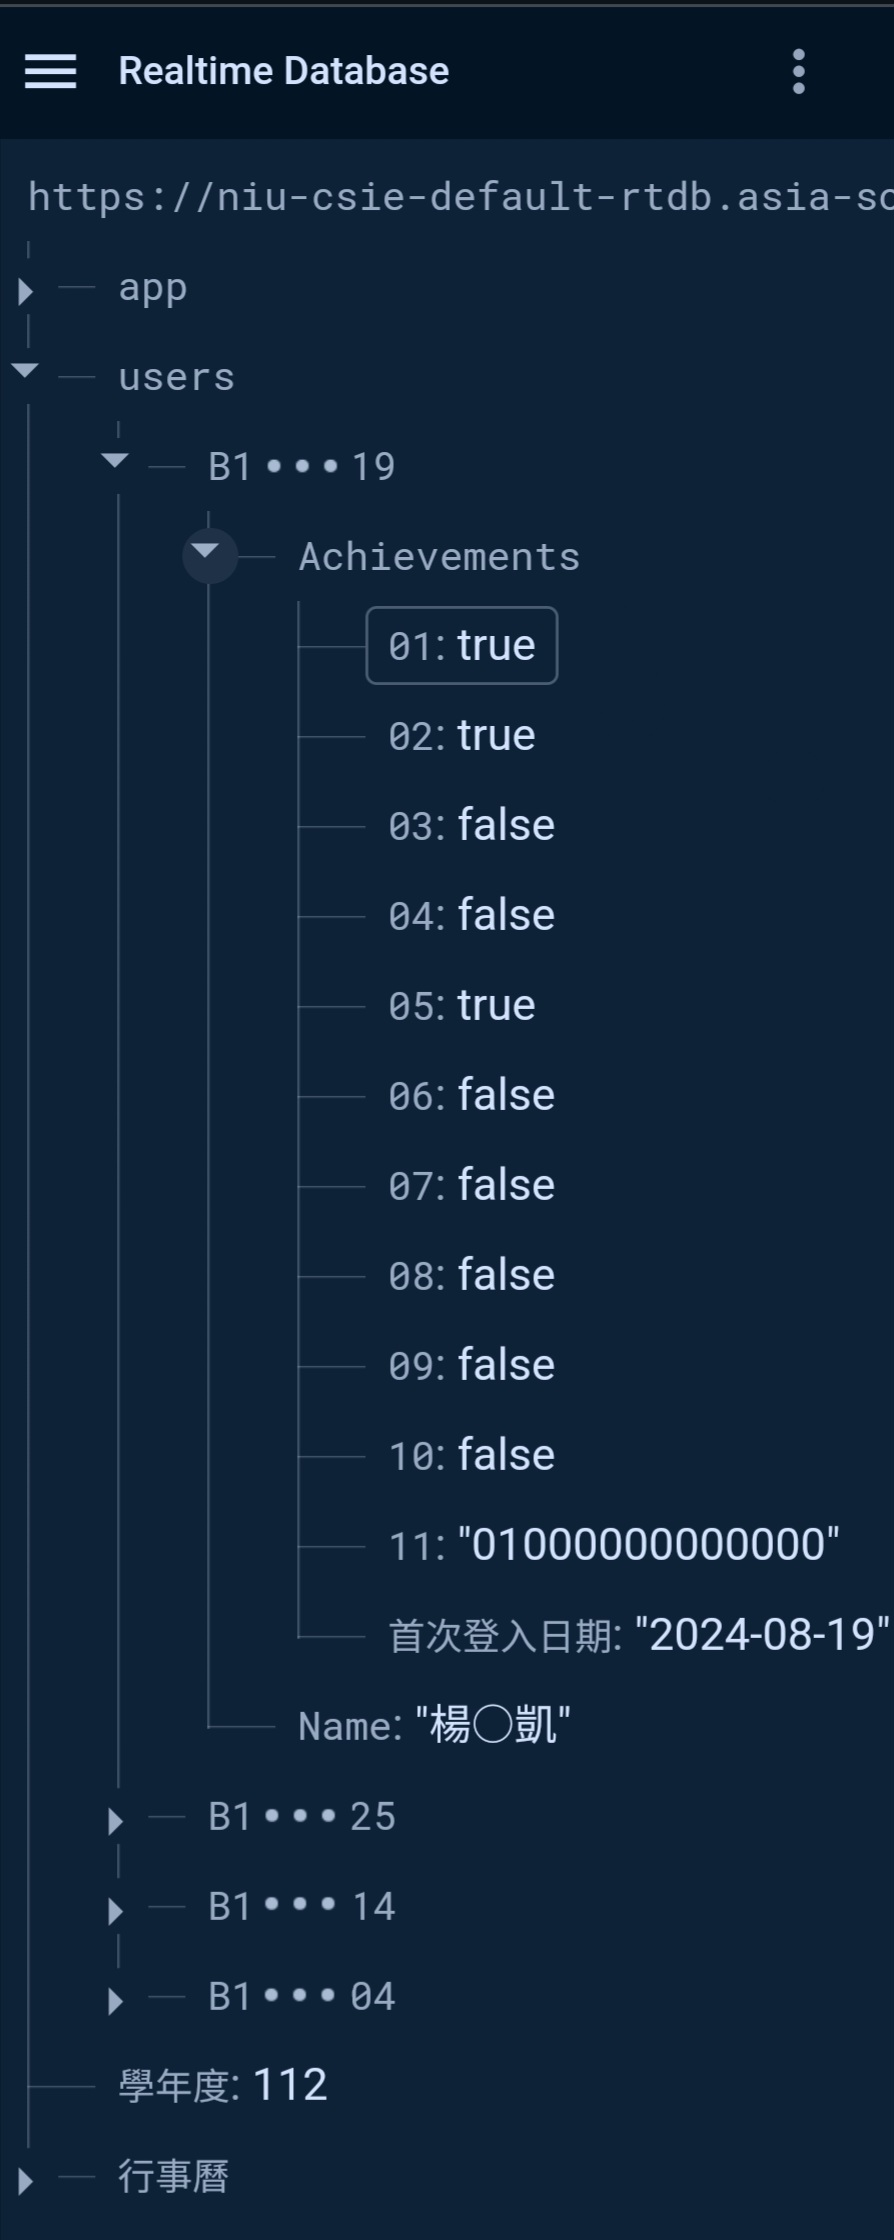 Realtime Database
https://niu-csie-default-rtdb.asia-so
app
users
B1•••19
Achievements
01: true
02: true
03: false
04: false
05: true
06: false
07: false
08: false
09: false
10: false
11: "01000000000000"
首次登入日期: "2024-08-19"
Name: "楊◯凱"
B1•••25
B1•••14
B1•••04
學年度: 112
行事曆